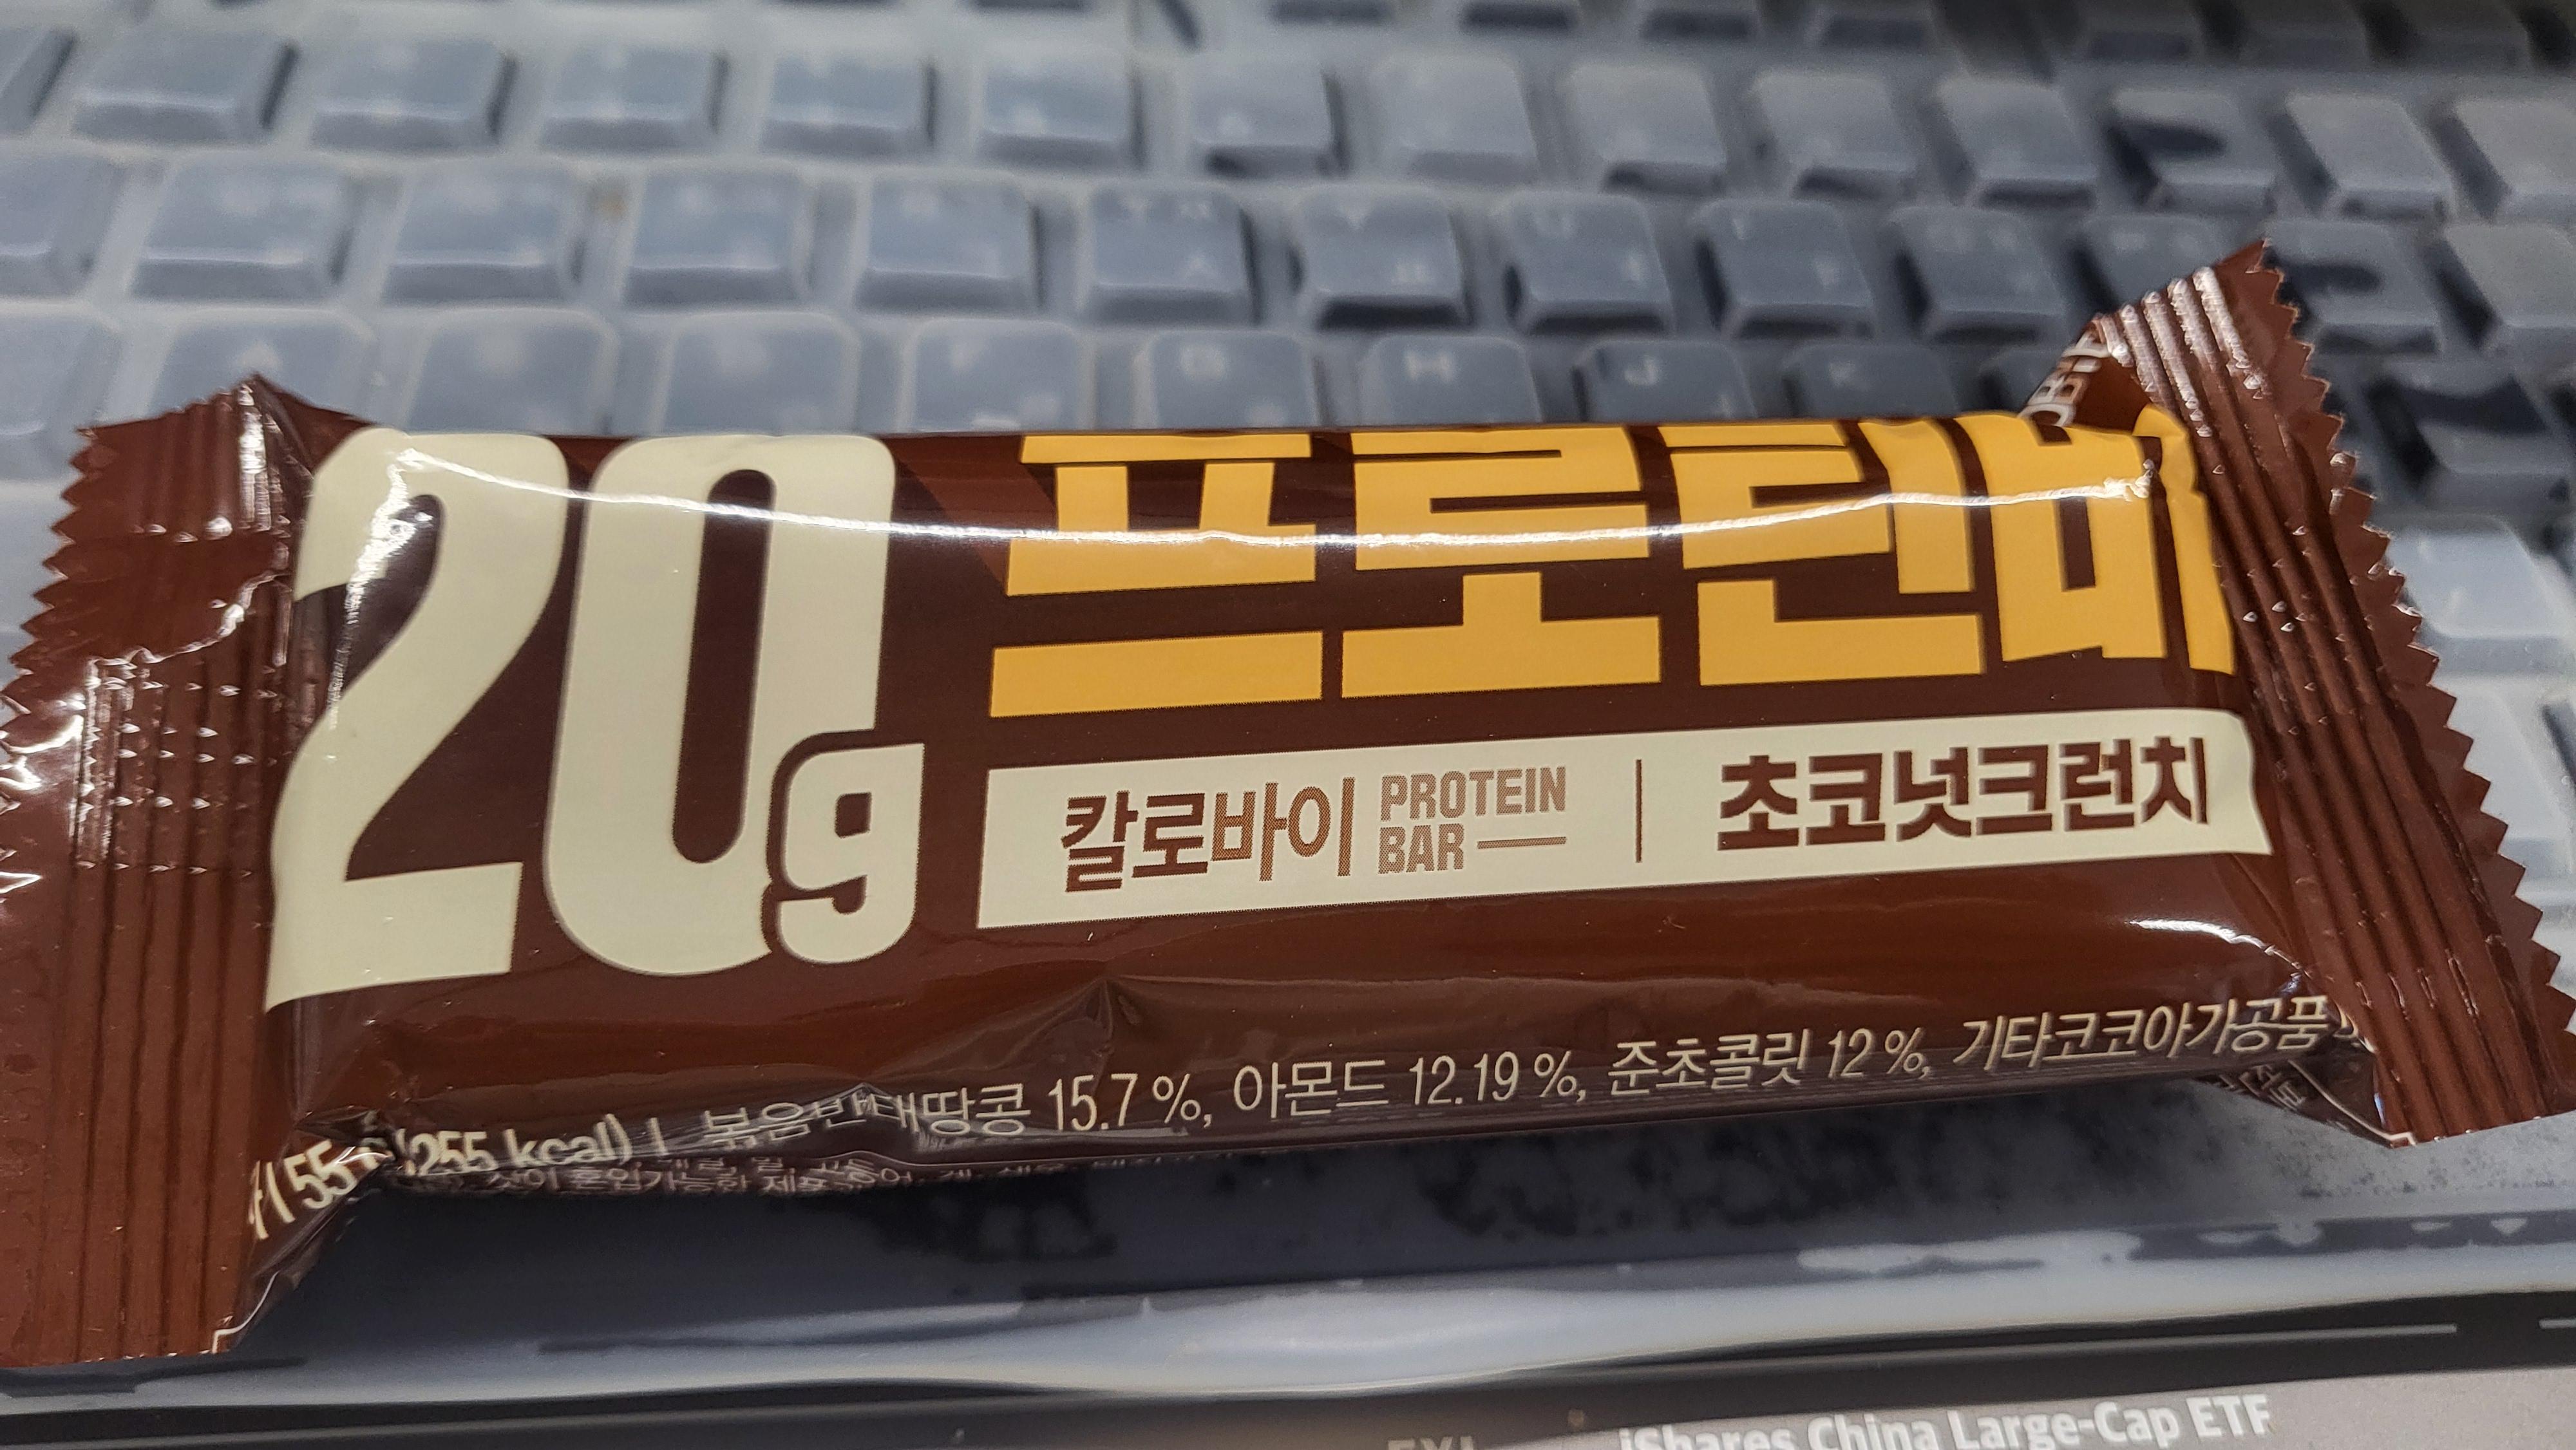 20g
프로틴바
칼로바이 PROTEIN BAR
초코넛크런치
(255 kcal) | 볶음반태땅콩 15.7 %, 아몬드 12.19 %, 준초콜릿 12 %, 기타코코아가공품
G H J K
iShares China Large-Cap ETF